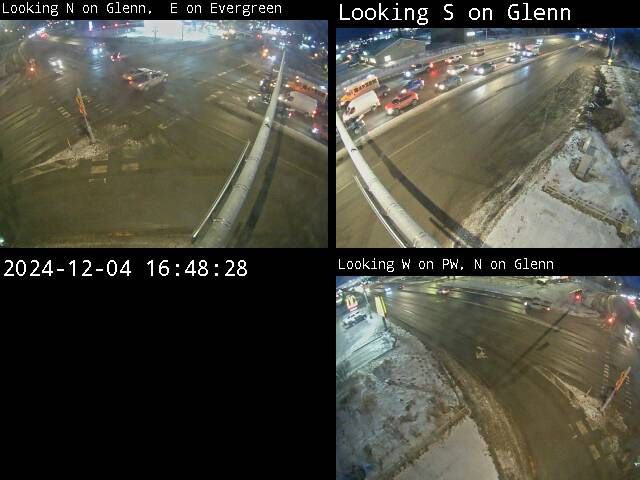 Looking N on Glenn,  E on Evergreen
Looking S on Glenn
2024-12-04 16:48:28
Looking W on PW, N on Glenn